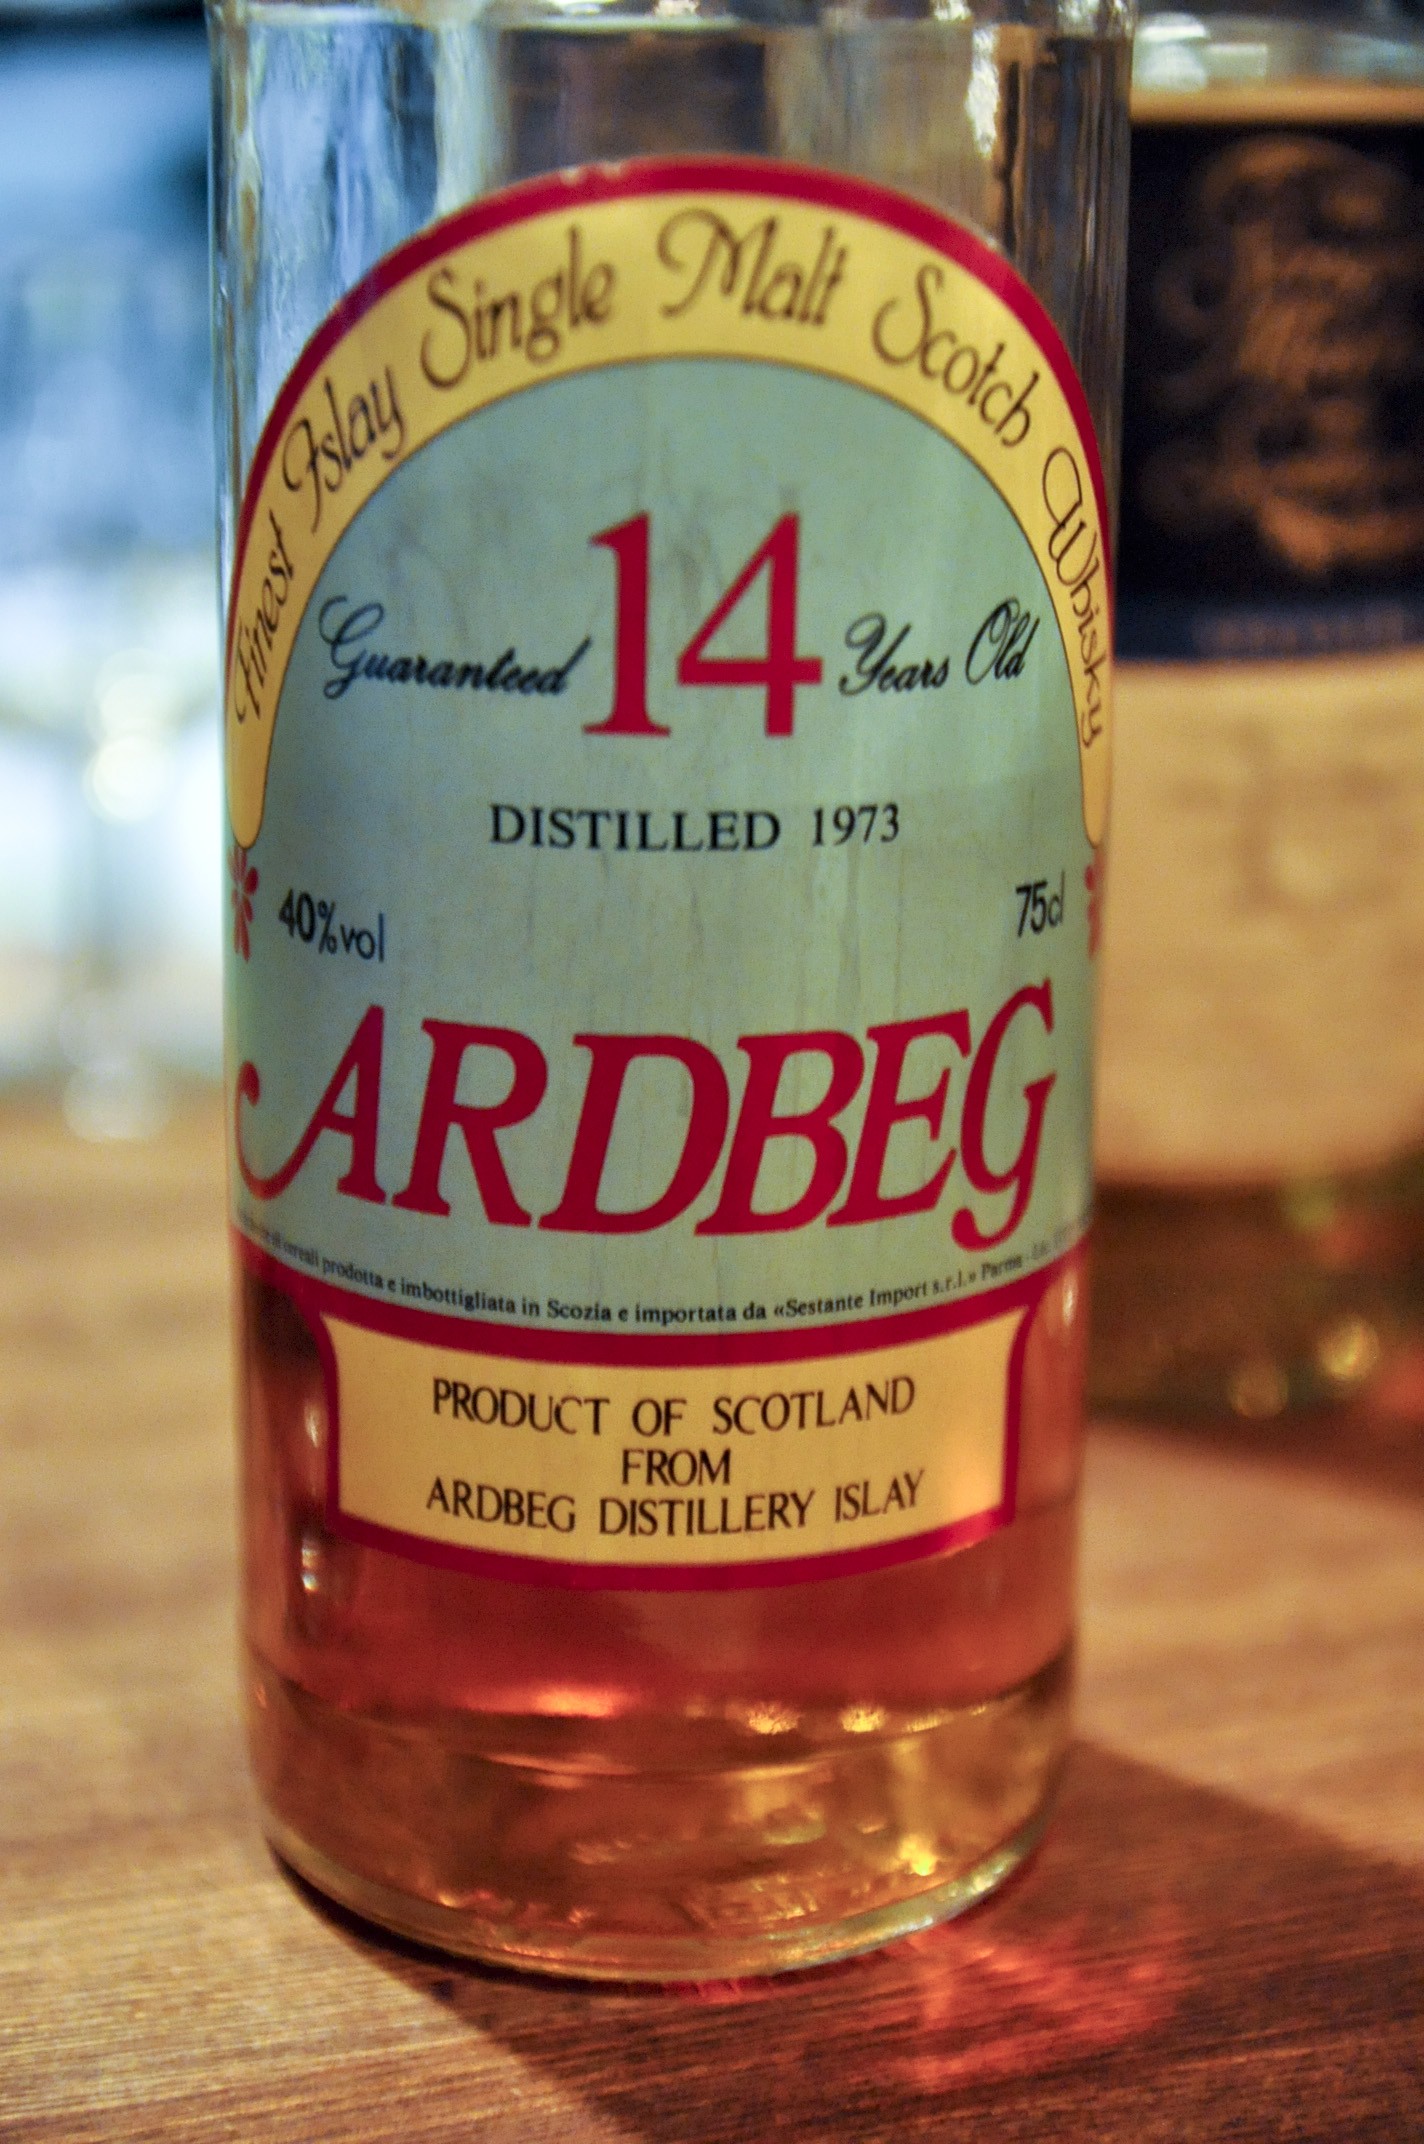 Finest Islay Single Malt Scotch Whisky
Guaranteed 14 Years Old
DISTILLED 1973
40%vol 75cl
ARDBEG
cereali prodotta e imbottigliata in Scozia e importata da «Sestante Import s.r.l.» Parma
PRODUCT OF SCOTLAND
FROM
ARDBEG DISTILLERY ISLAY